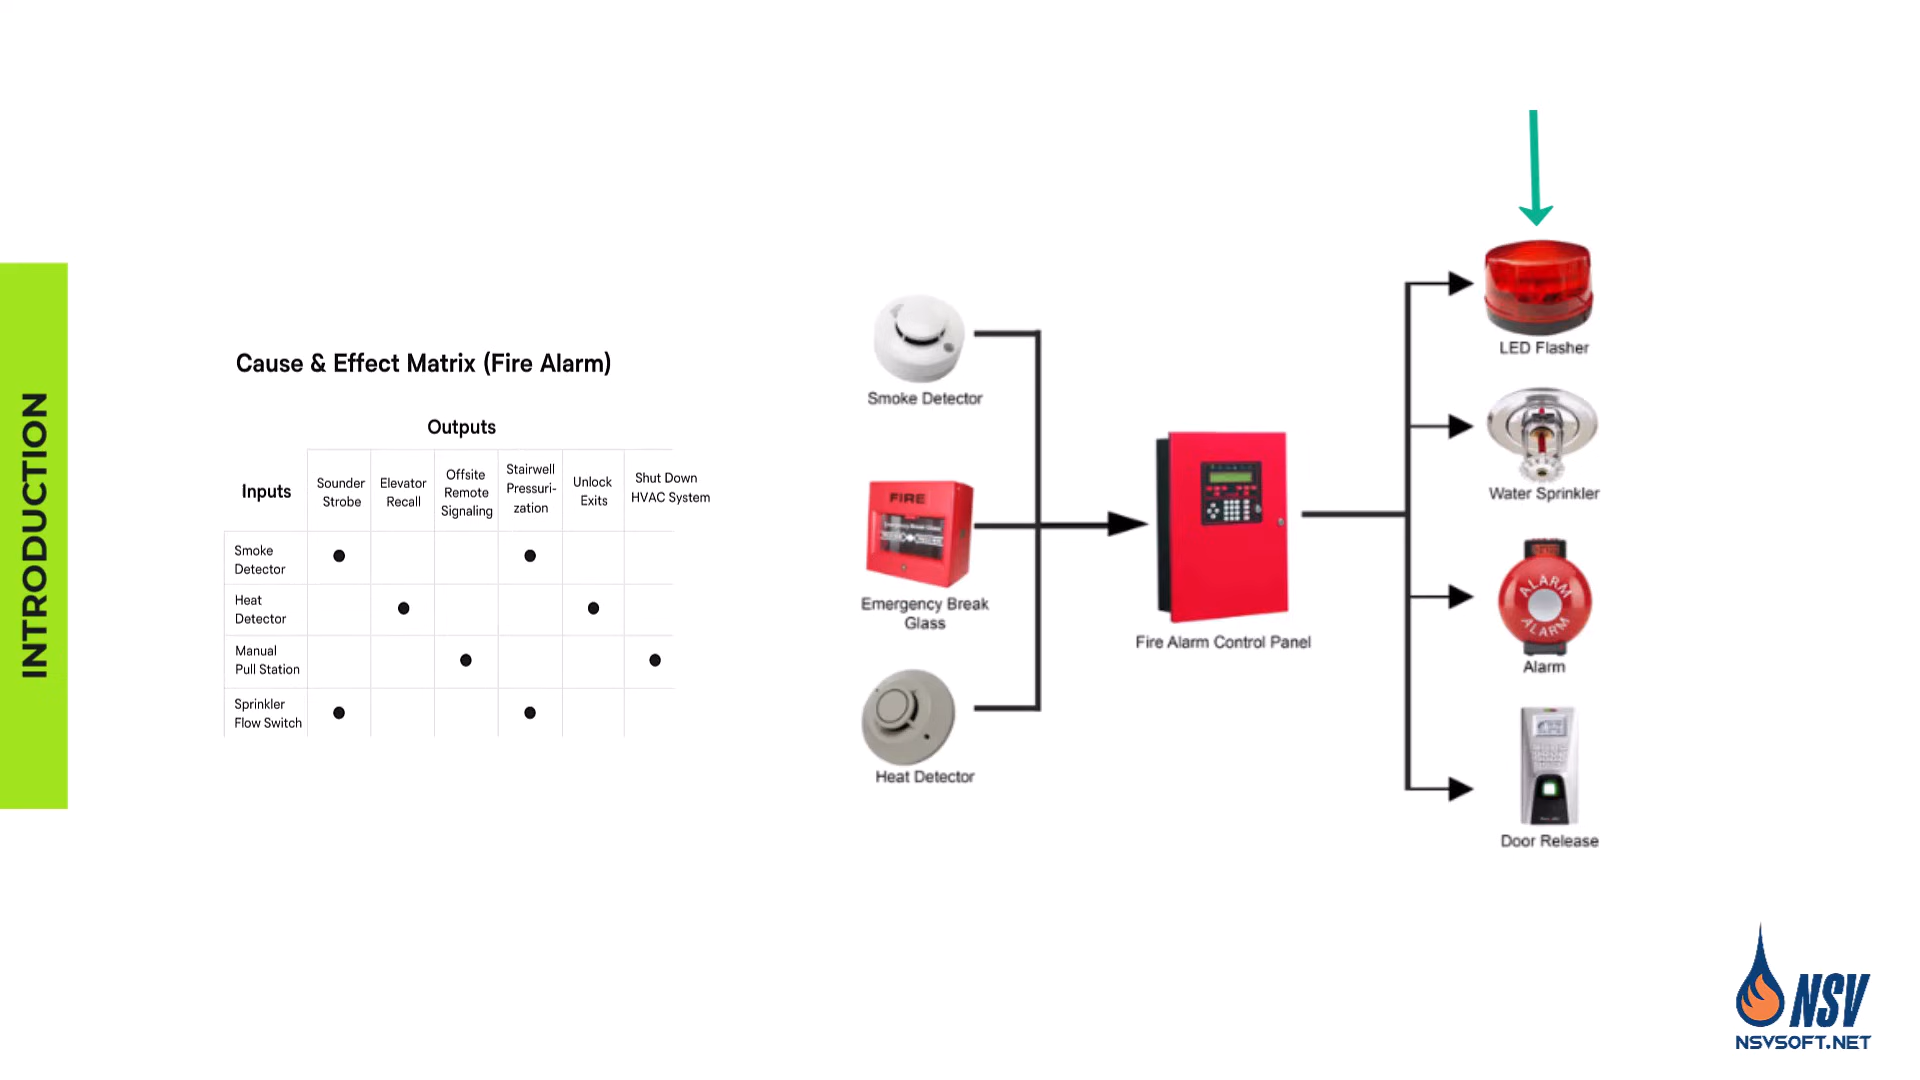 INTRODUCTION
Cause & Effect Matrix (Fire Alarm)
Outputs
Inputs
Sounder
Strobe
Elevator
Recall
Offsite
Remote
Signaling
Stairwell
Pressuri-
zation
Unlock
Exits
Shut Down
HVAC System
Smoke
Detector
Heat
Detector
Manual
Pull Station
Sprinkler
Flow Switch
Smoke Detector
FIRE
Emergency Break
Glass
Heat Detector
Fire Alarm Control Panel
LED Flasher
Water Sprinkler
ALARM
ALARM
Alarm
Door Release
NSV
NSVSOFT.NET